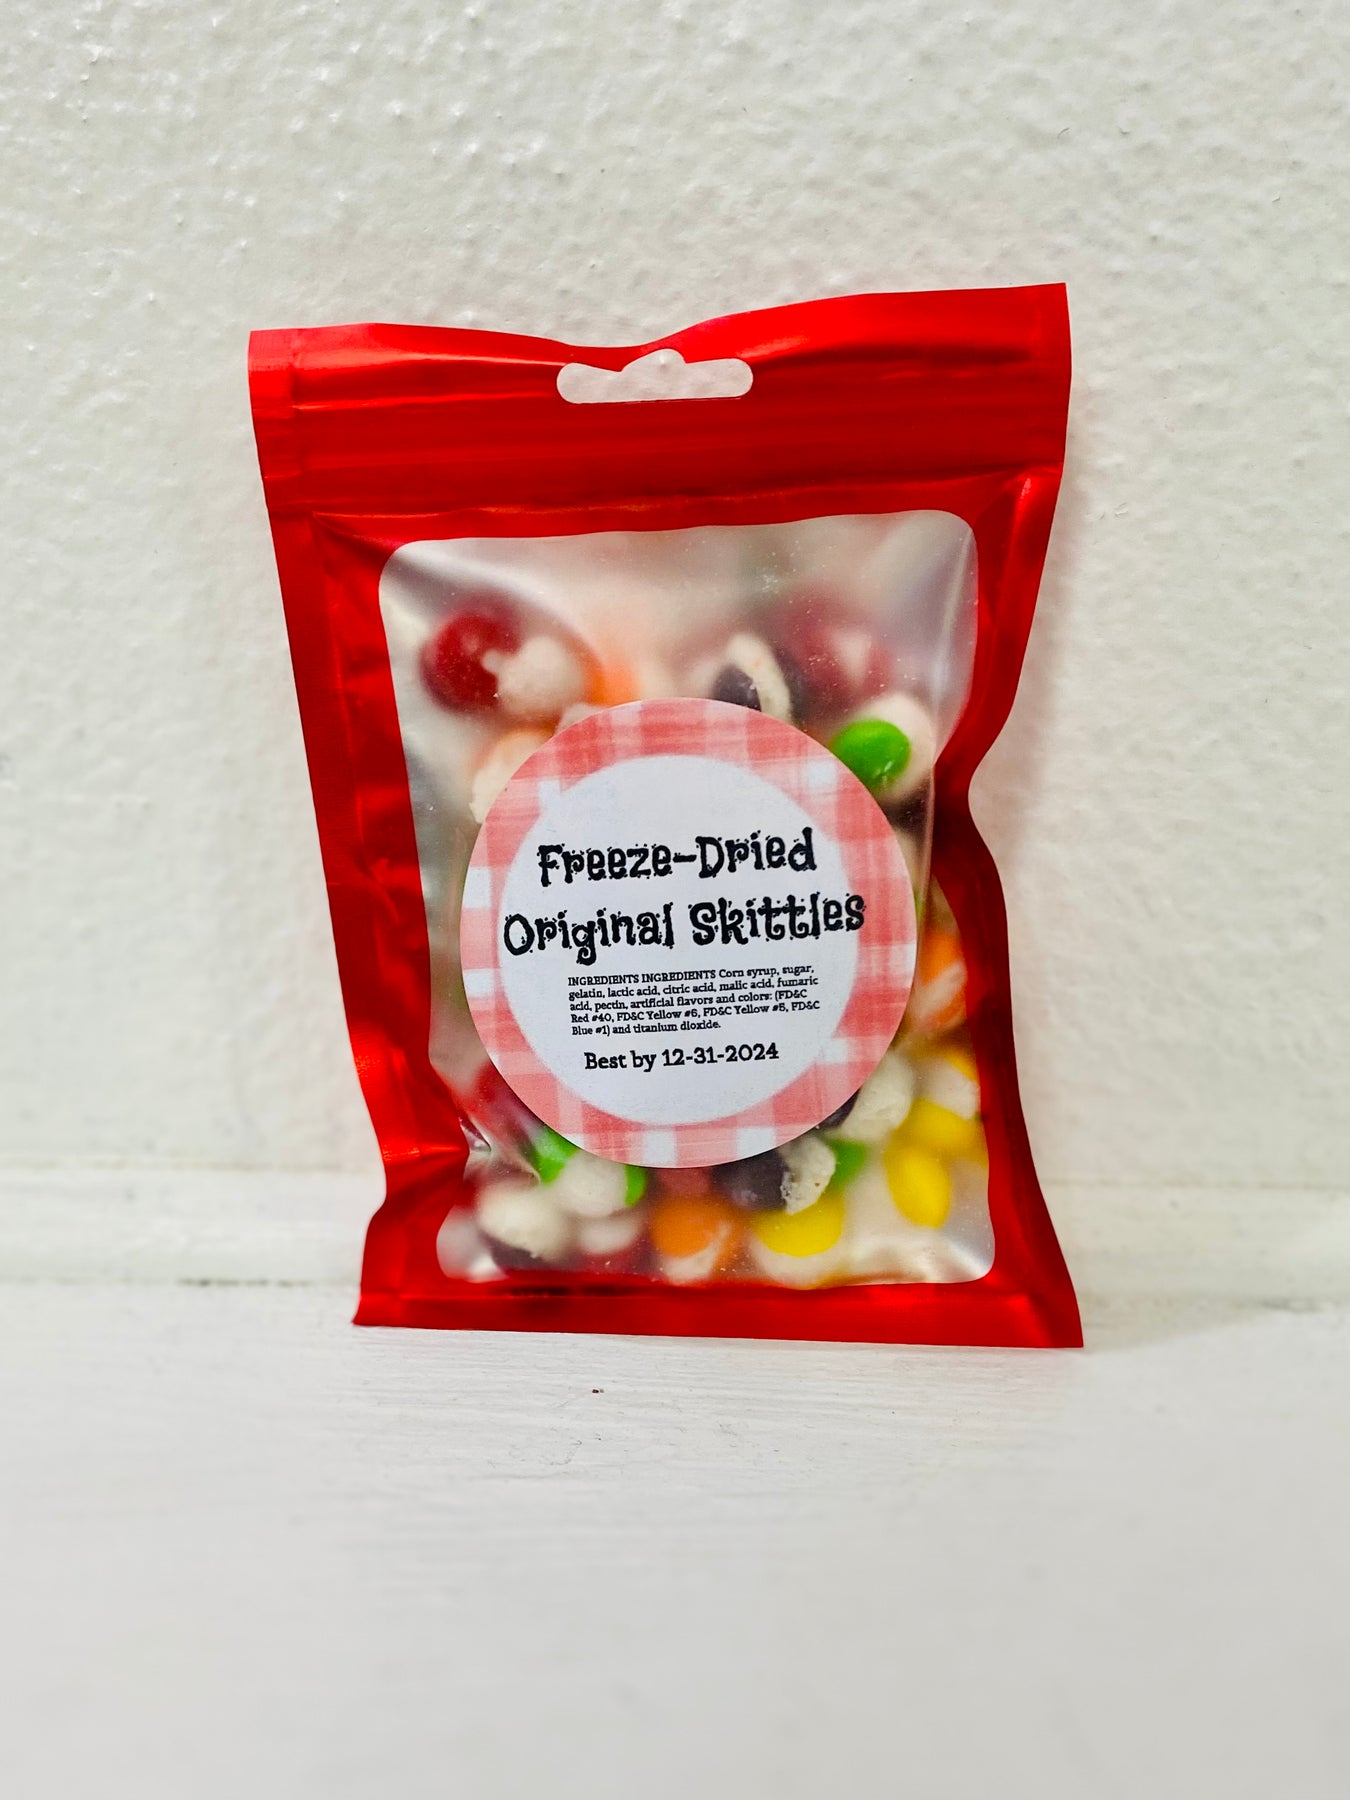 Freeze-Dried
Original Skittles
INGREDIENTS INGREDIENTS Corn syrup, sugar,
gelatin, lactic acid, citric acid, malic acid, fumaric
acid, pectin, artificial flavors and colors: (FD&C
Red #40, FD&C Yellow #6, FD&C Yellow #5, FD&C
Blue #1) and titanium dioxide.
Best by 12-31-2024